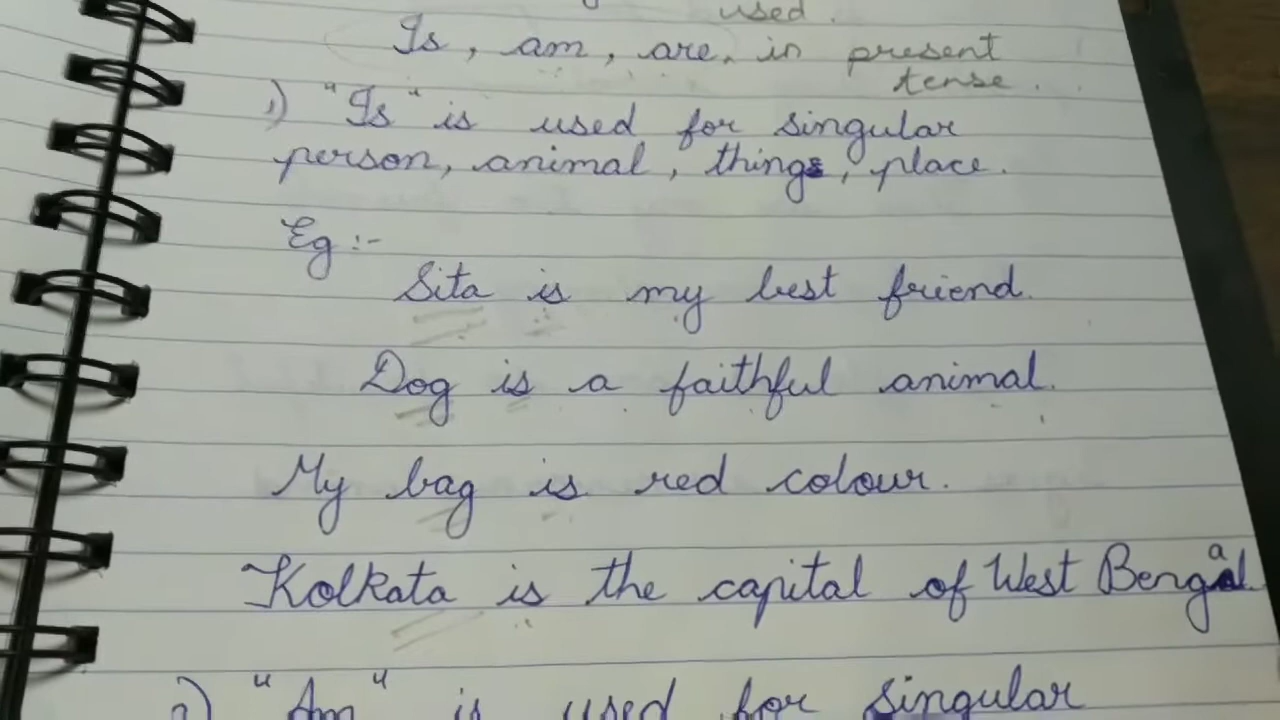 used.
Is, am, are, in present
tense.
1) "Is" is used for singular
person, animal, things, place.
Eg :-
Sita is my best friend.
Dog is a faithful animal.
My bag is red colour.
Kolkata is the capital of West Bengal.
2) "Am" is used for singular